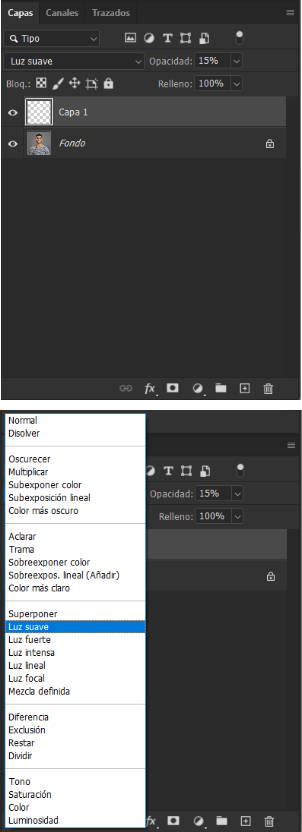 Capas Canales Trazados
Tipo
Luz suave Opacidad: 15%
Bloq.: Relleno: 100%
Capa 1
Fondo
fx
Normal
Disolver
Oscurecer
Multiplicar
Subexponer color
Subexposición lineal
Color más oscuro
Aclarar
Trama
Sobreexponer color
Sobreexpos. lineal (Añadir)
Color más claro
Superponer
Luz suave
Luz fuerte
Luz intensa
Luz lineal
Luz focal
Mezcla definida
Diferencia
Exclusión
Restar
Dividir
Tono
Saturación
Color
Luminosidad
Opacidad: 15%
Relleno: 100%
fx